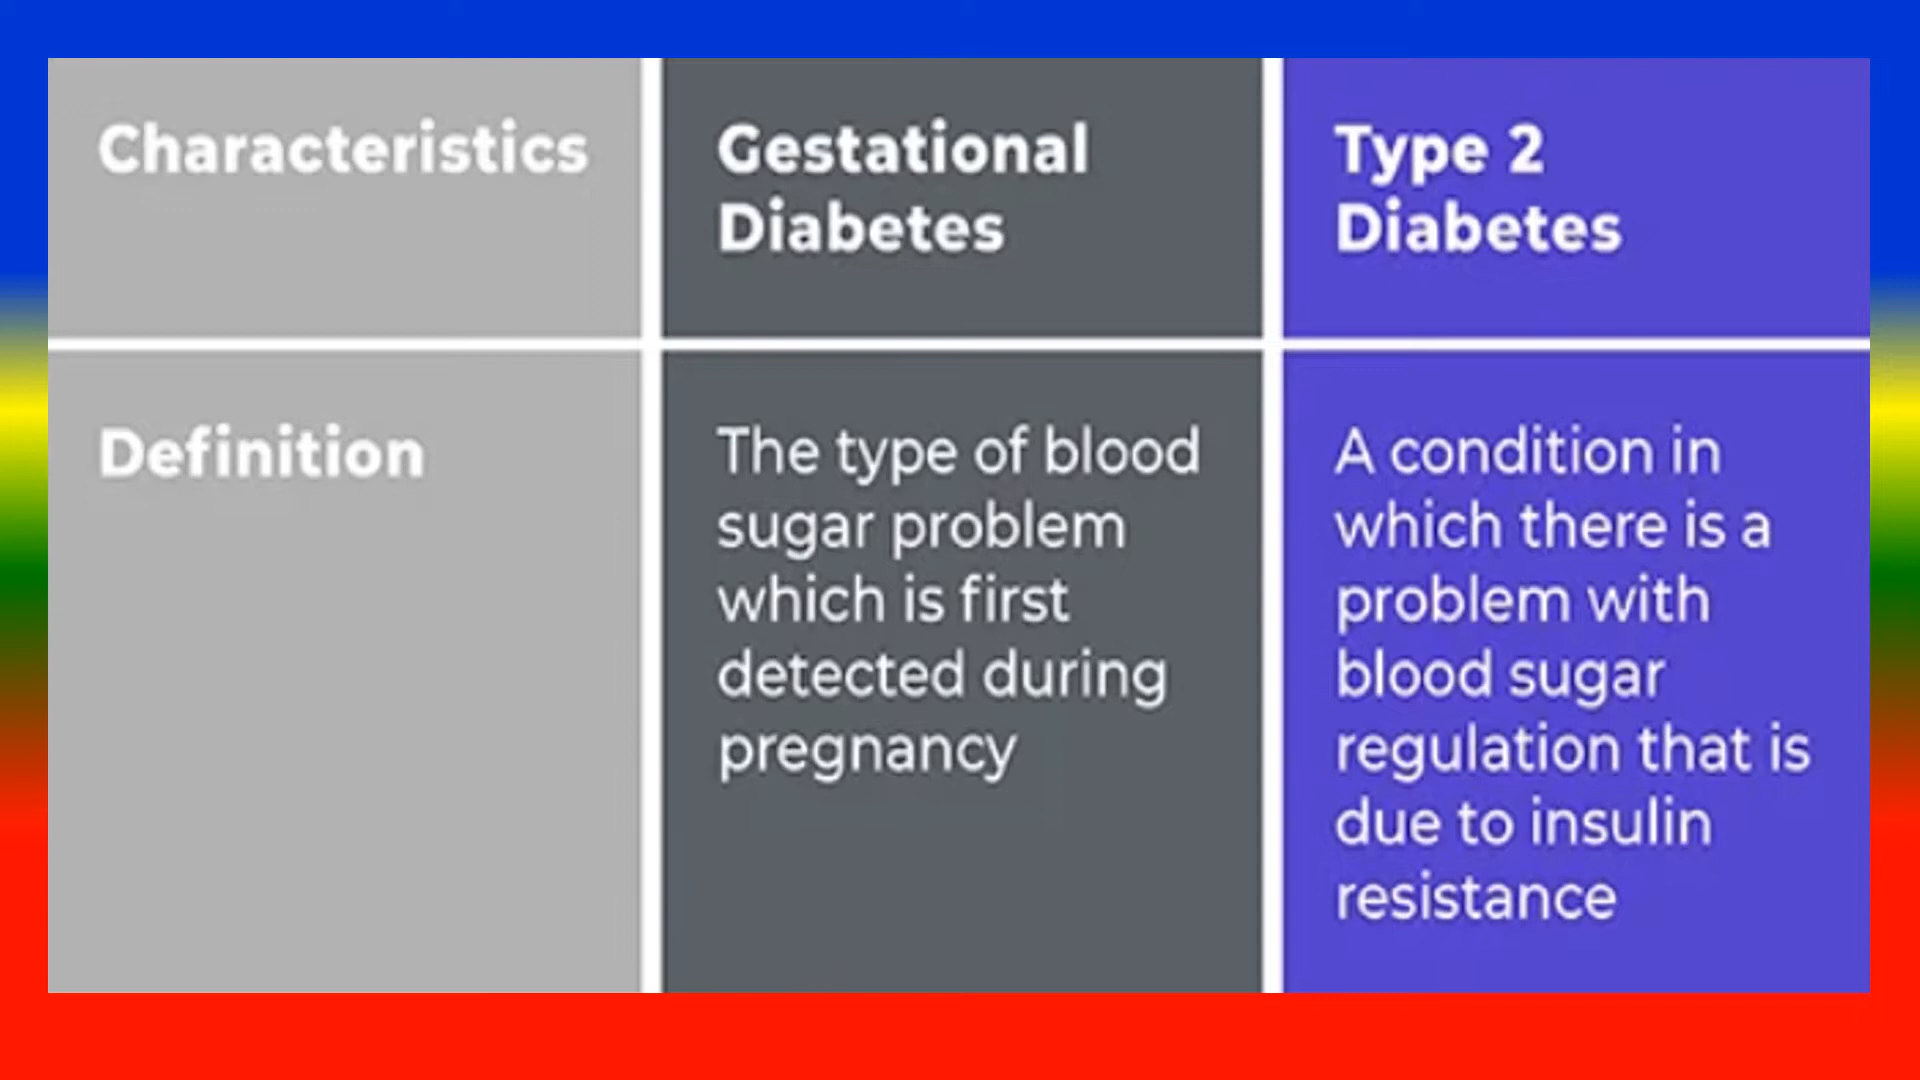 Characteristics
Gestational
Diabetes
Type 2
Diabetes
Definition
The type of blood
sugar problem
which is first
detected during
pregnancy
A condition in
which there is a
problem with
blood sugar
regulation that is
due to insulin
resistance